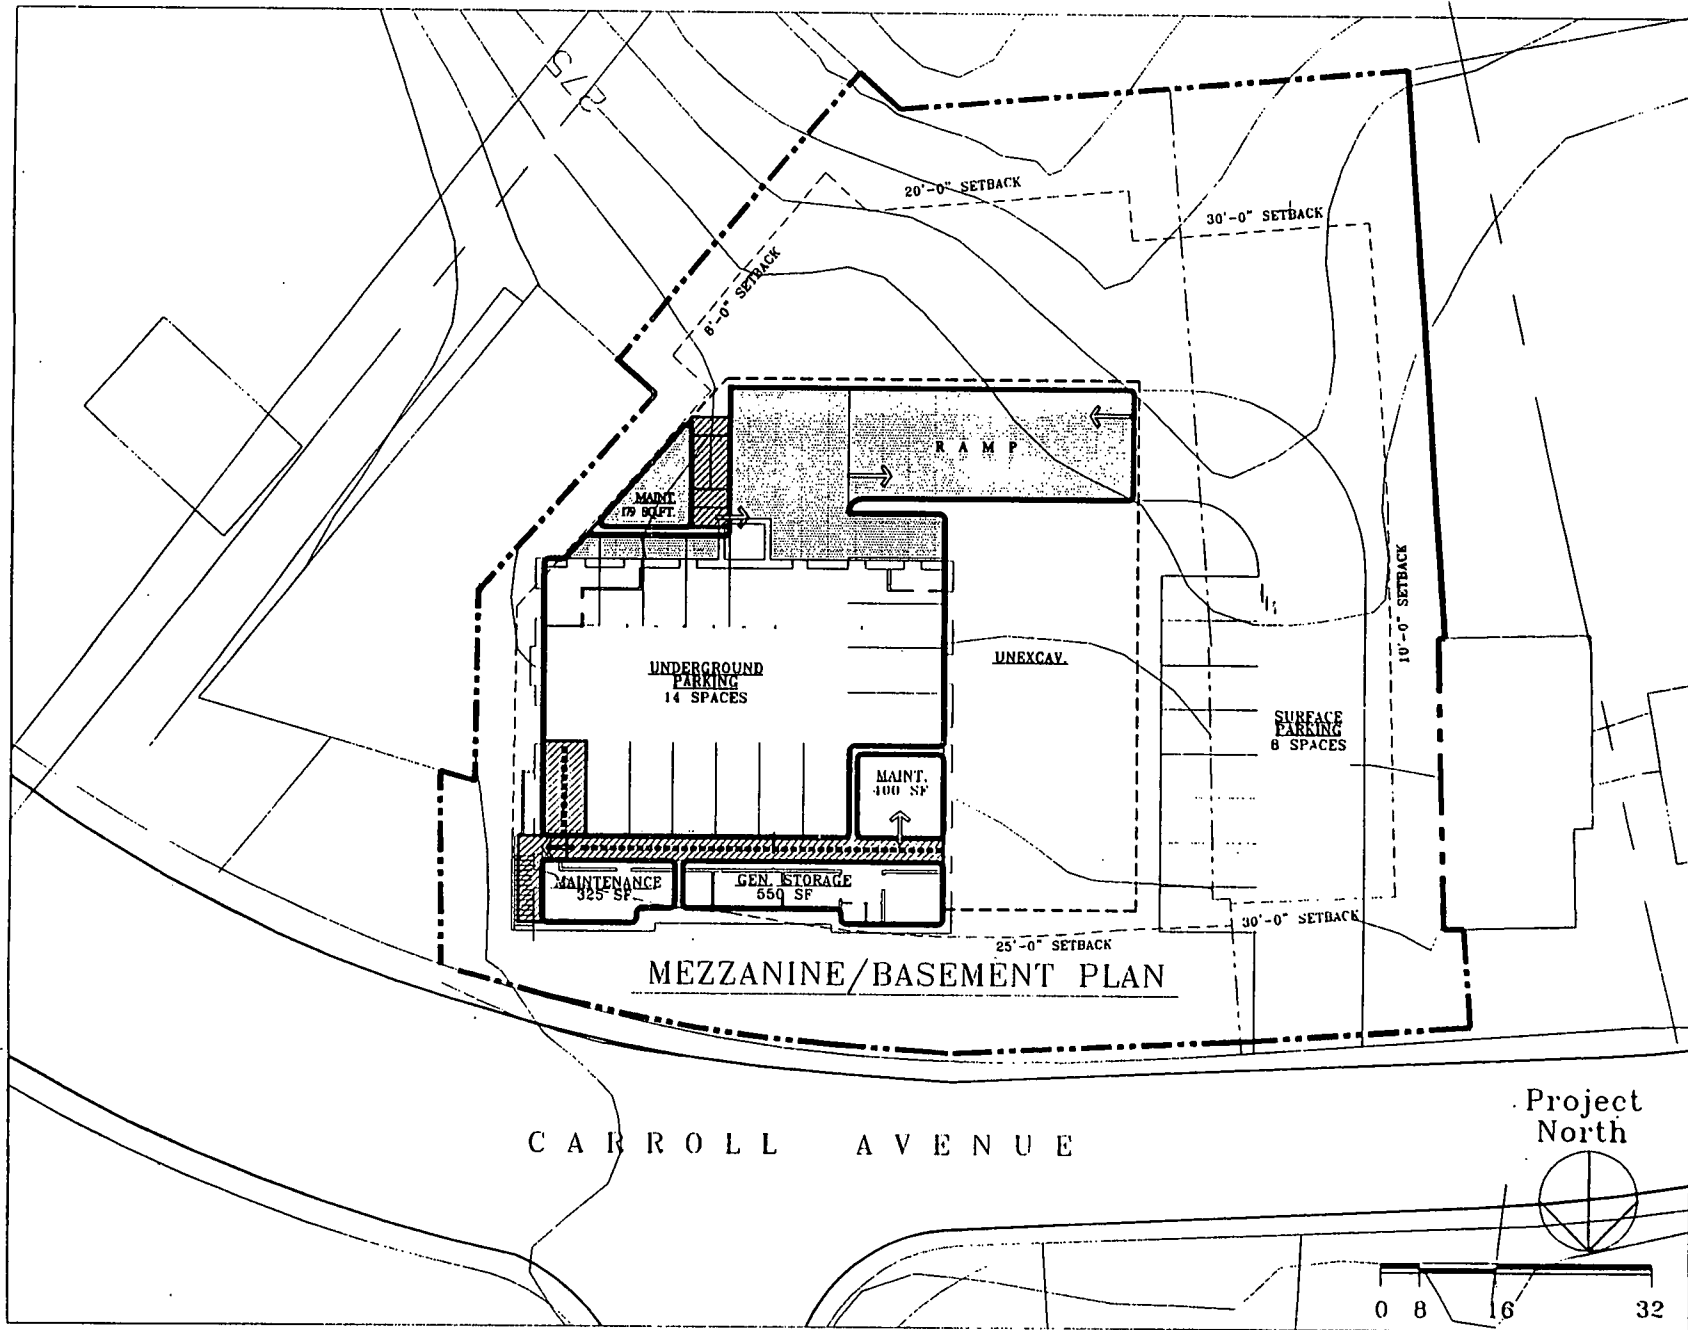 20'-0" SETBACK
30'-0" SETBACK
8'-0" SETBACK
RAMP
MAINT.
179 SQ.FT.
10'-0" SETBACK
UNDERGROUND
PARKING
14 SPACES
UNEXCAV.
SURFACE
PARKING
8 SPACES
MAINT.
400 SF
MAINTENANCE
325 SF
GEN. STORAGE
550 SF
30'-0" SETBACK
25'-0" SETBACK
MEZZANINE/BASEMENT PLAN
CARROLL AVENUE
Project
North
0 8 16 32